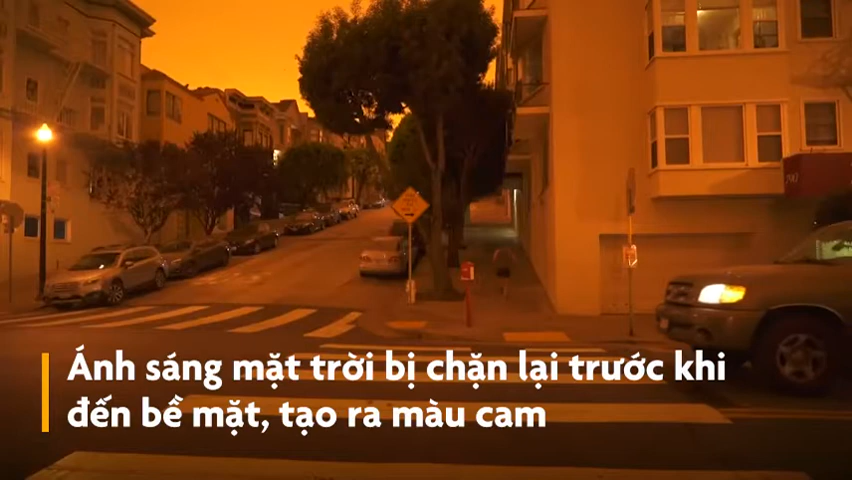 Ánh sáng mặt trời bị chặn lại trước khi
đến bề mặt, tạo ra màu cam